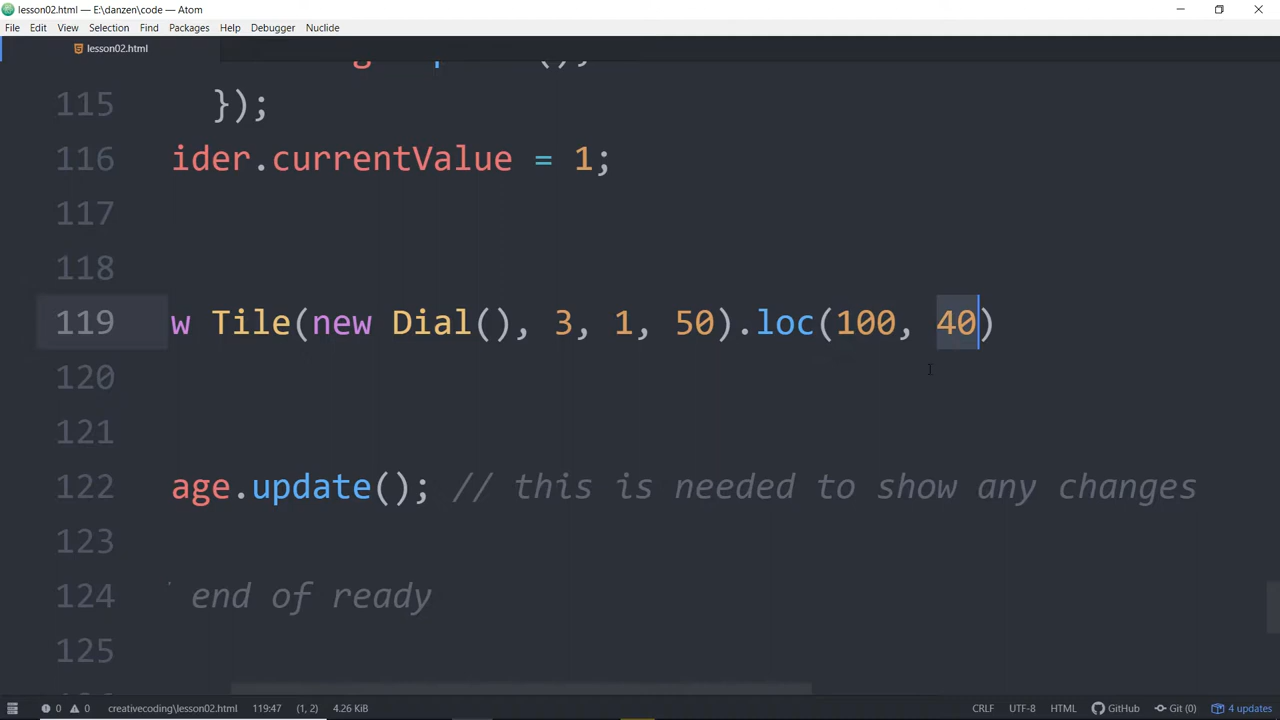 lesson02.html — E:\danzen\code — Atom
File Edit View Selection Find Packages Help Debugger Nuclide
lesson02.html
115 });
116 ider.currentValue = 1;
117
118
119 w Tile(new Dial(), 3, 1, 50).loc(100, 40)
120
121
122 age.update(); // this is needed to show any changes
123
124 end of ready
125
0 0 creativecoding\lesson02.html 119:47 (1, 2) 4.26 KiB CRLF UTF-8 HTML GitHub Git (0) 4 updates